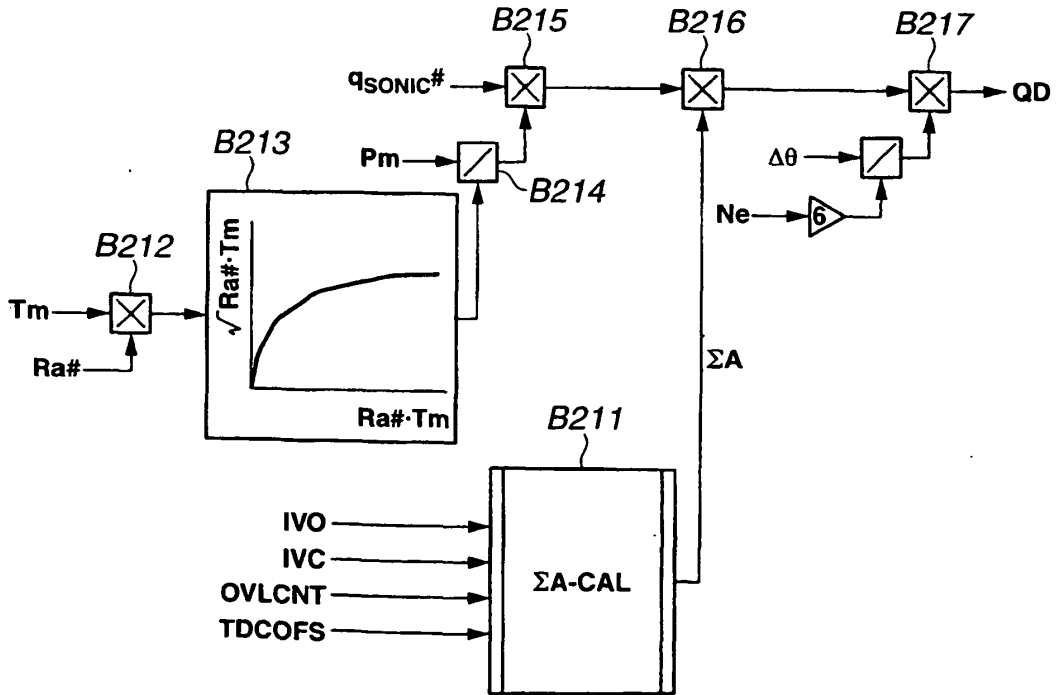 B215
B216
B217
qSONIC#
QD
B213
Pm
B214
Δθ
Ne
6
B212
√Ra#·Tm
Tm
Ra#
Ra#·Tm
ΣA
B211
IVO
IVC
OVLCNT
TDCOFS
ΣA-CAL